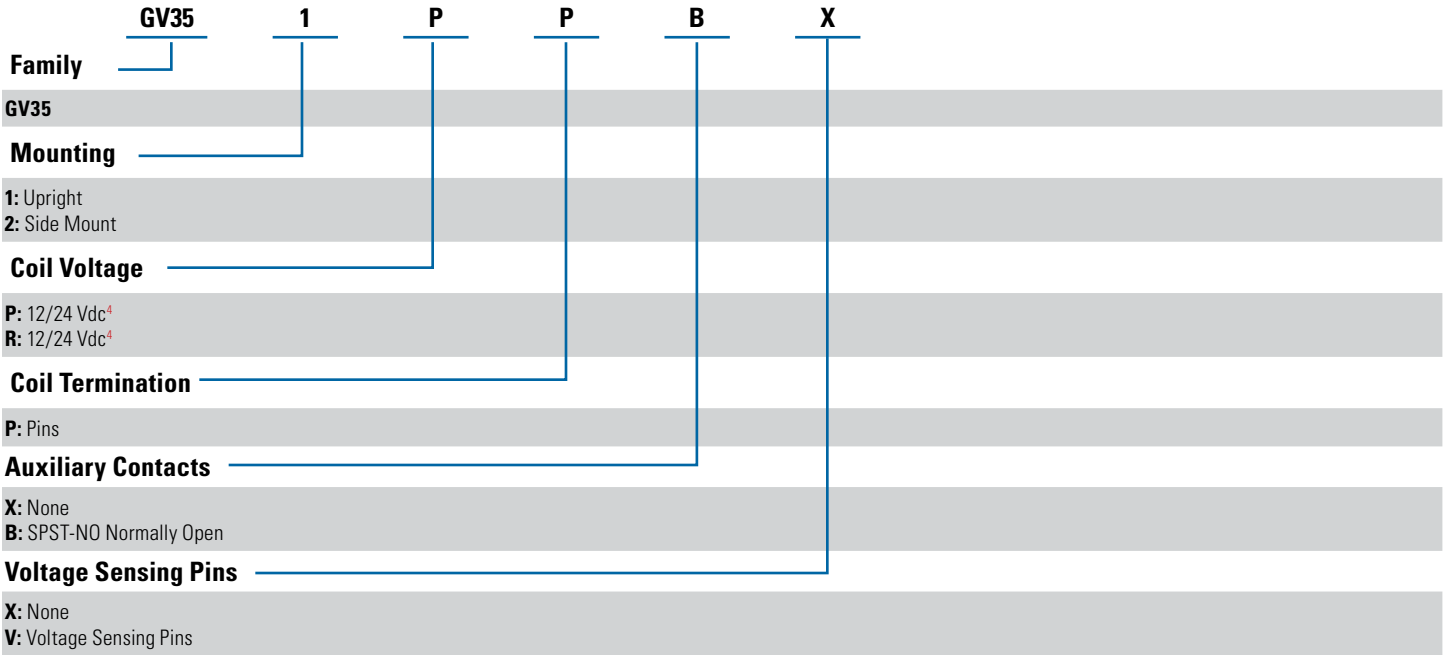 GV35 1 P P B X
Family
GV35
Mounting
1: Upright
2: Side Mount
Coil Voltage
P: 12/24 Vdc4
R: 12/24 Vdc4
Coil Termination
P: Pins
Auxiliary Contacts
X: None
B: SPST-NO Normally Open
Voltage Sensing Pins
X: None
V: Voltage Sensing Pins